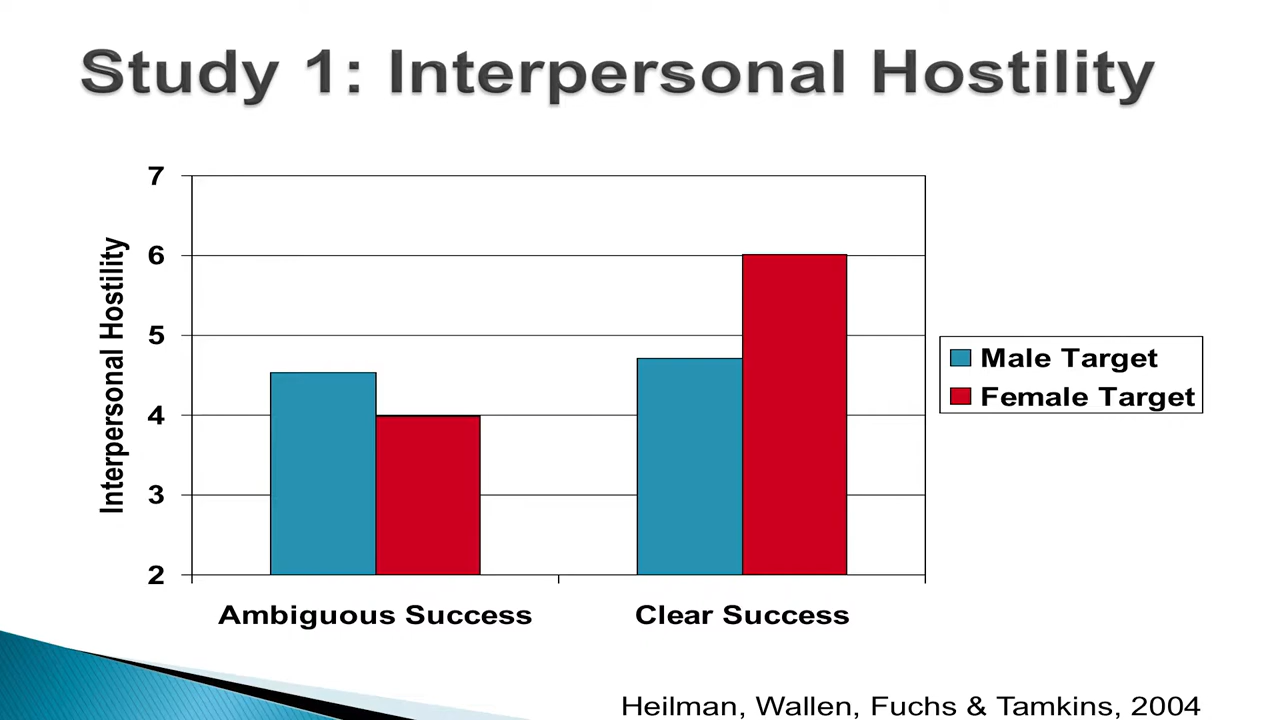 Study 1: Interpersonal Hostility
7
6
5
4
3
2
Interpersonal Hostility
Ambiguous Success
Clear Success
Male Target
Female Target
Heilman, Wallen, Fuchs & Tamkins, 2004